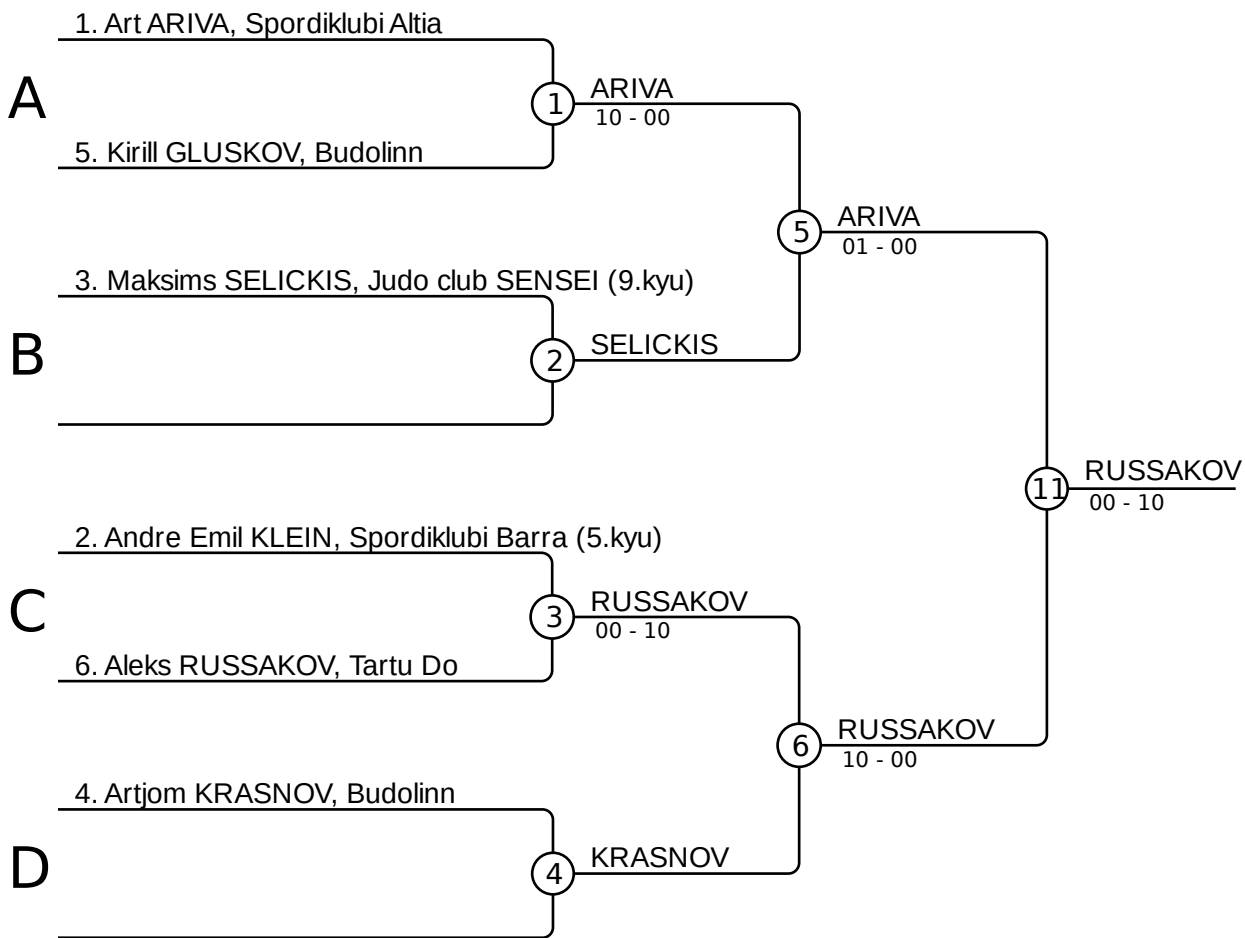 1. Art ARIVA, Spordiklubi Altia
A
1
ARIVA
10 - 00
5. Kirill GLUSKOV, Budolinn
5
ARIVA
01 - 00
3. Maksims SELICKIS, Judo club SENSEI (9.kyu)
B
2
SELICKIS
11
RUSSAKOV
00 - 10
2. Andre Emil KLEIN, Spordiklubi Barra (5.kyu)
C
3
RUSSAKOV
00 - 10
6. Aleks RUSSAKOV, Tartu Do
6
RUSSAKOV
10 - 00
4. Artjom KRASNOV, Budolinn
D
4
KRASNOV